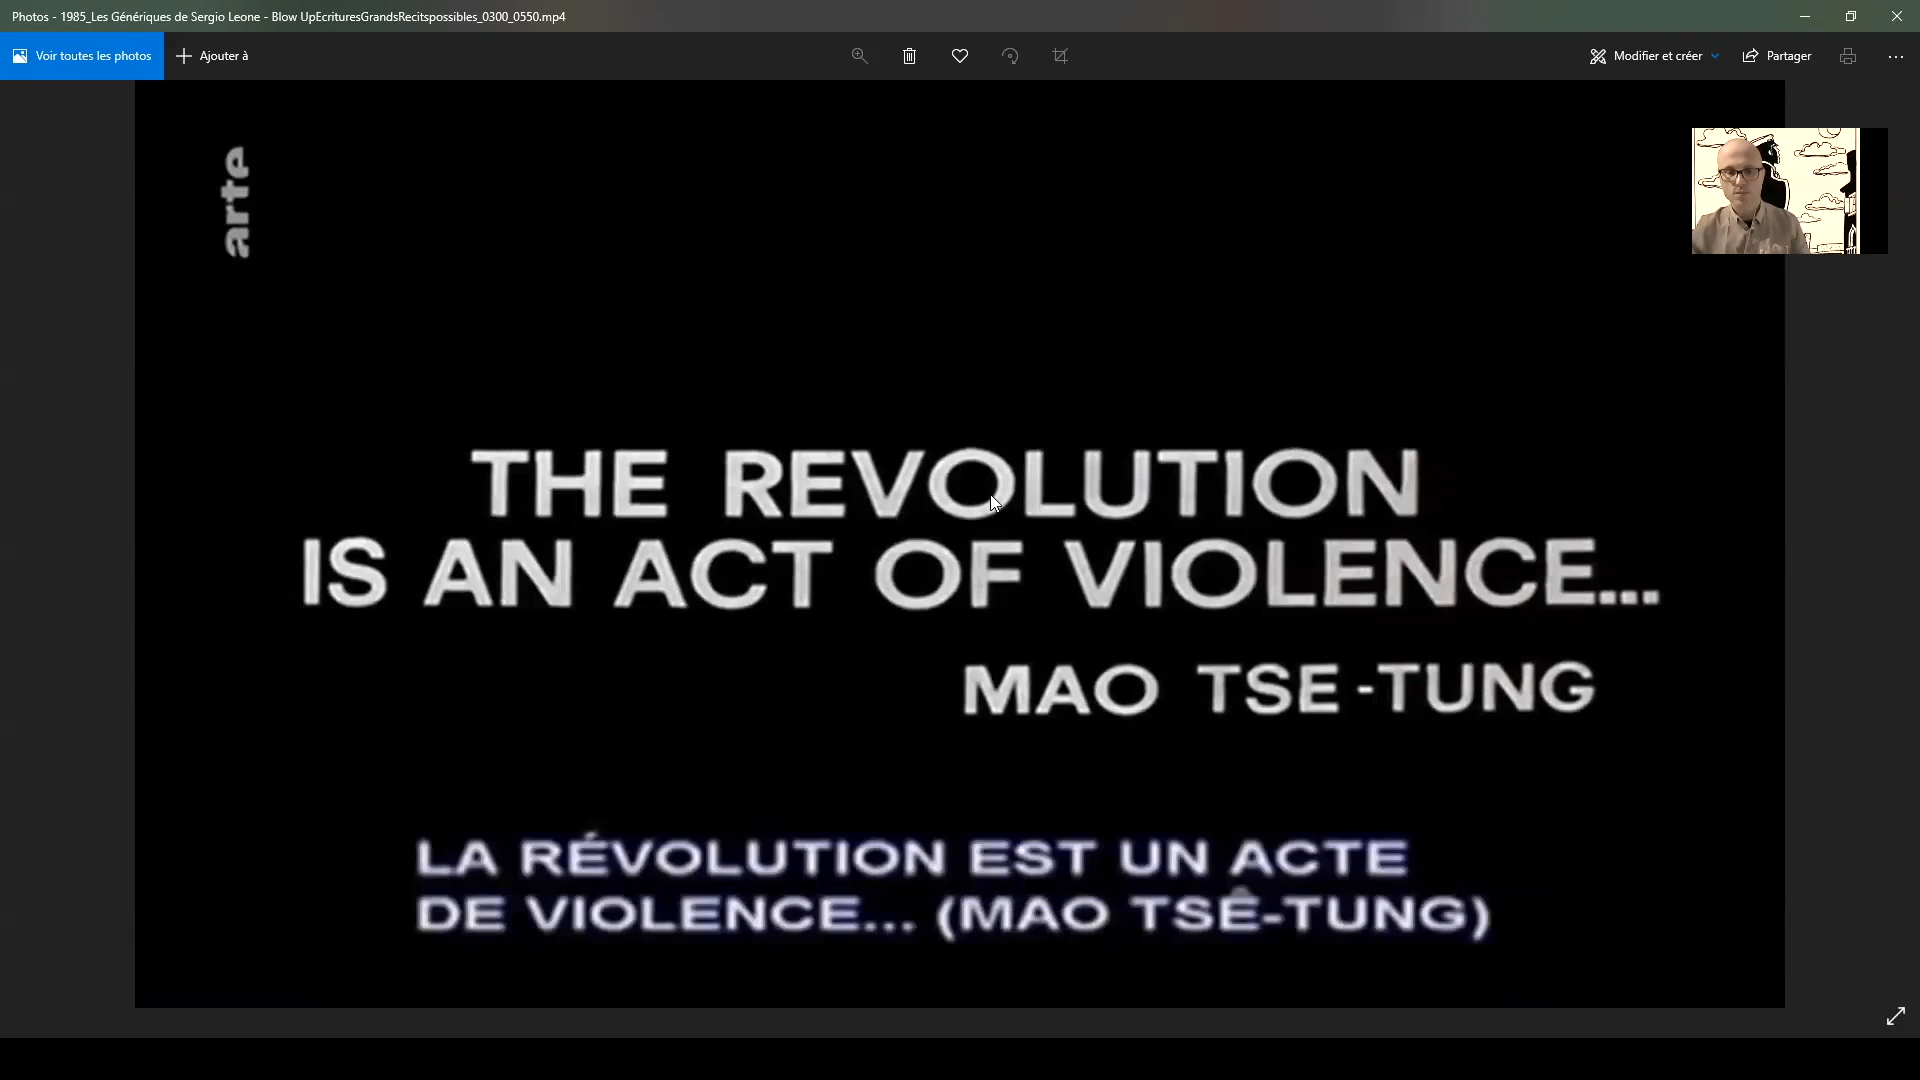 Photos - 1985_Les Génériques de Sergio Leone - Blow UpEcrituresGrandsRecitspossibles_0300_0550.mp4
Voir toutes les photos
Ajouter à
Modifier et créer
Partager
arte
THE REVOLUTION
IS AN ACT OF VIOLENCE...
MAO TSE-TUNG
LA RÉVOLUTION EST UN ACTE
DE VIOLENCE... (MAO TSÊ-TUNG)